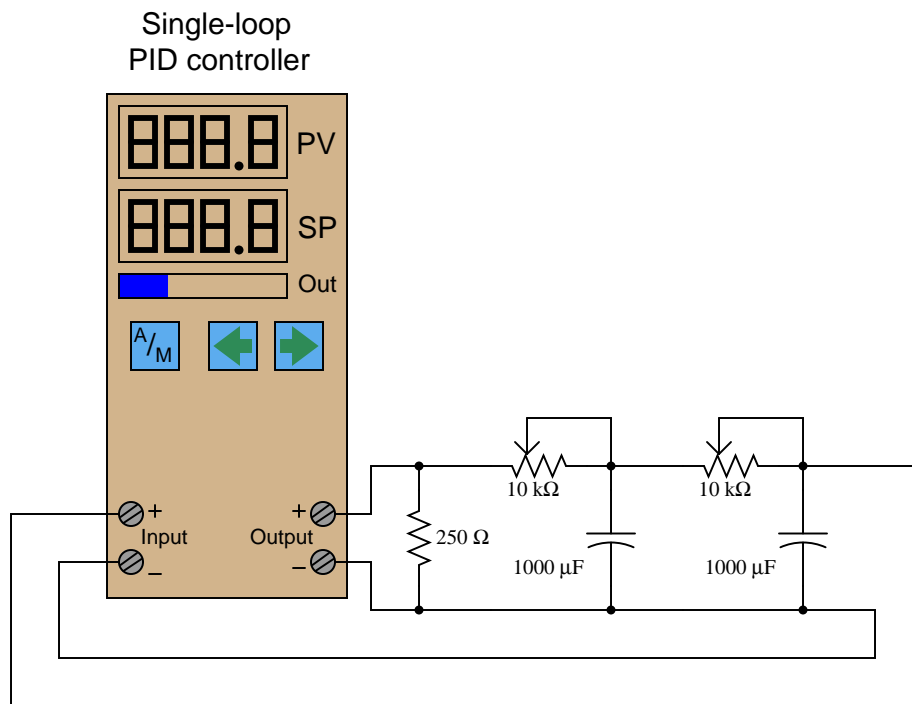 Single-loop
PID controller
888.8 PV
888.8 SP
Out
A/M
10 kΩ
10 kΩ
+
Input
–
+
Output
–
250 Ω
1000 µF
1000 µF